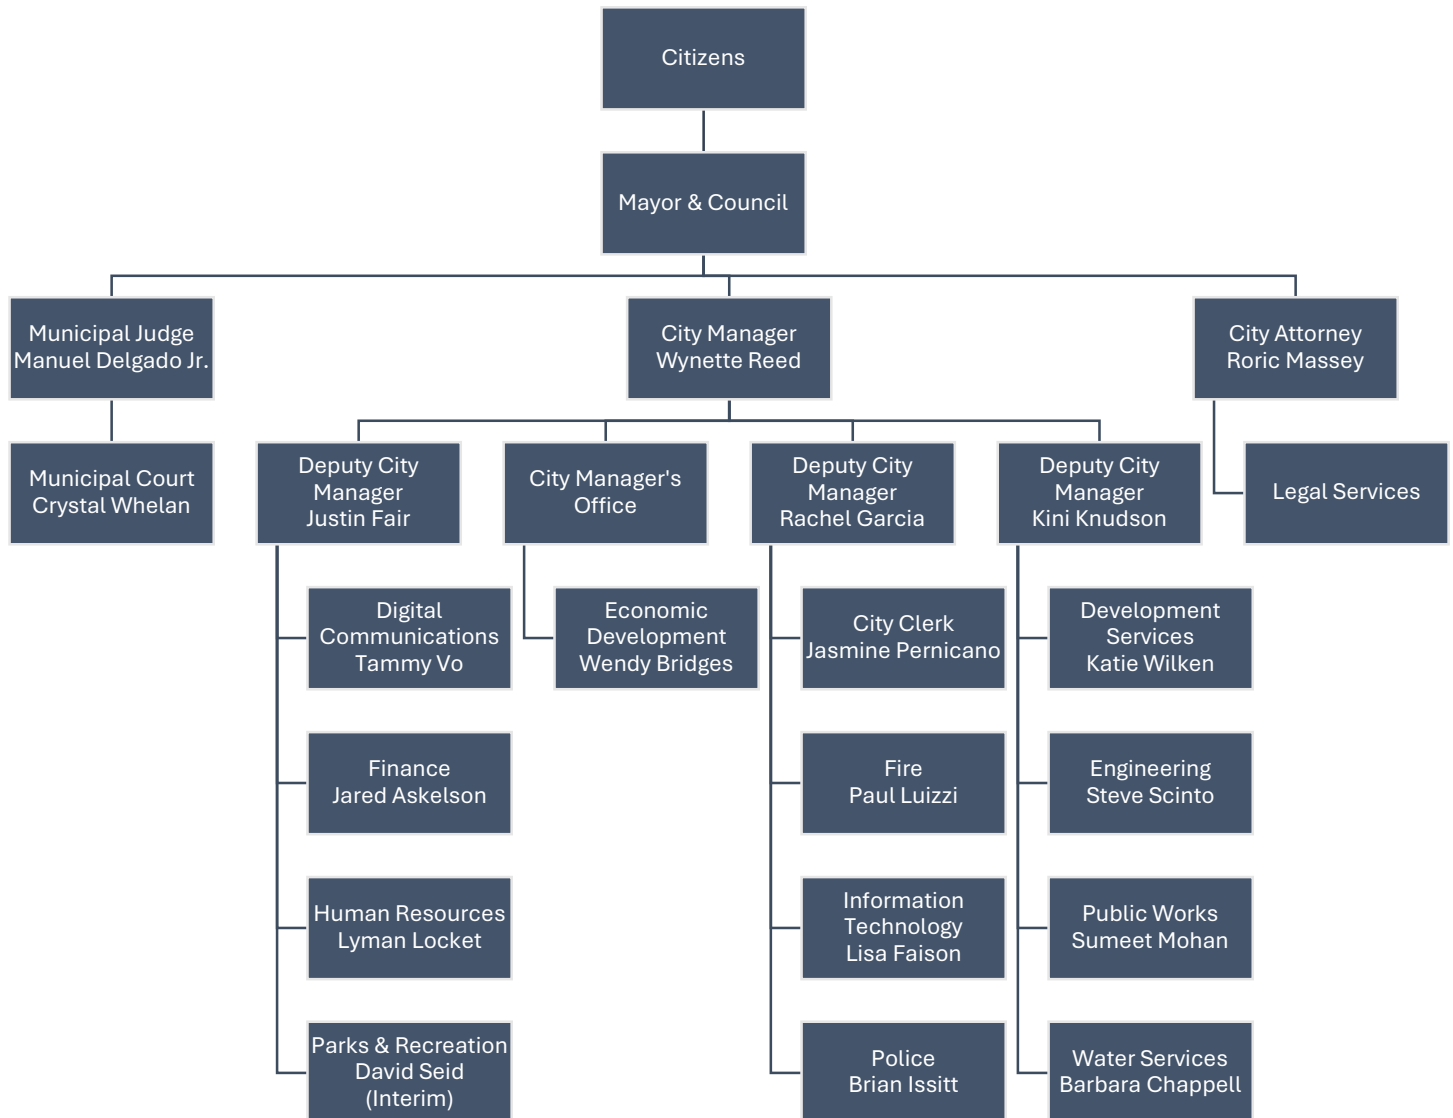 Citizens
Mayor & Council
Municipal Judge
Manuel Delgado Jr.
City Manager
Wynette Reed
City Attorney
Roric Massey
Municipal Court
Crystal Whelan
Deputy City
Manager
Justin Fair
City Manager's
Office
Deputy City
Manager
Rachel Garcia
Deputy City
Manager
Kini Knudson
Legal Services
Digital
Communications
Tammy Vo
Economic
Development
Wendy Bridges
City Clerk
Jasmine Pernicano
Development
Services
Katie Wilken
Finance
Jared Askelson
Fire
Paul Luizzi
Engineering
Steve Scinto
Human Resources
Lyman Locket
Information
Technology
Lisa Faison
Public Works
Sumeet Mohan
Parks & Recreation
David Seid
(Interim)
Police
Brian Issitt
Water Services
Barbara Chappell